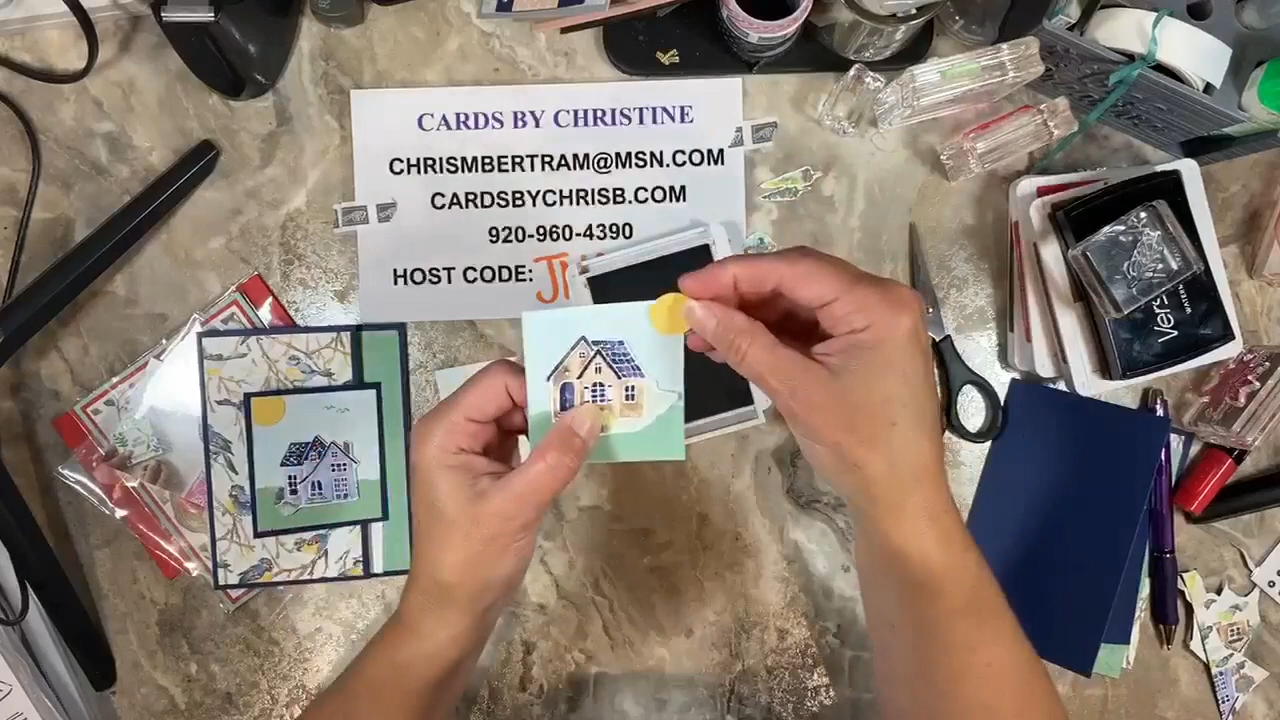 CARDS BY CHRISTINE
CHRISMBERTRAM@MSN.COM
CARDSBYCHRISB.COM
920-960-4390
HOST CODE: